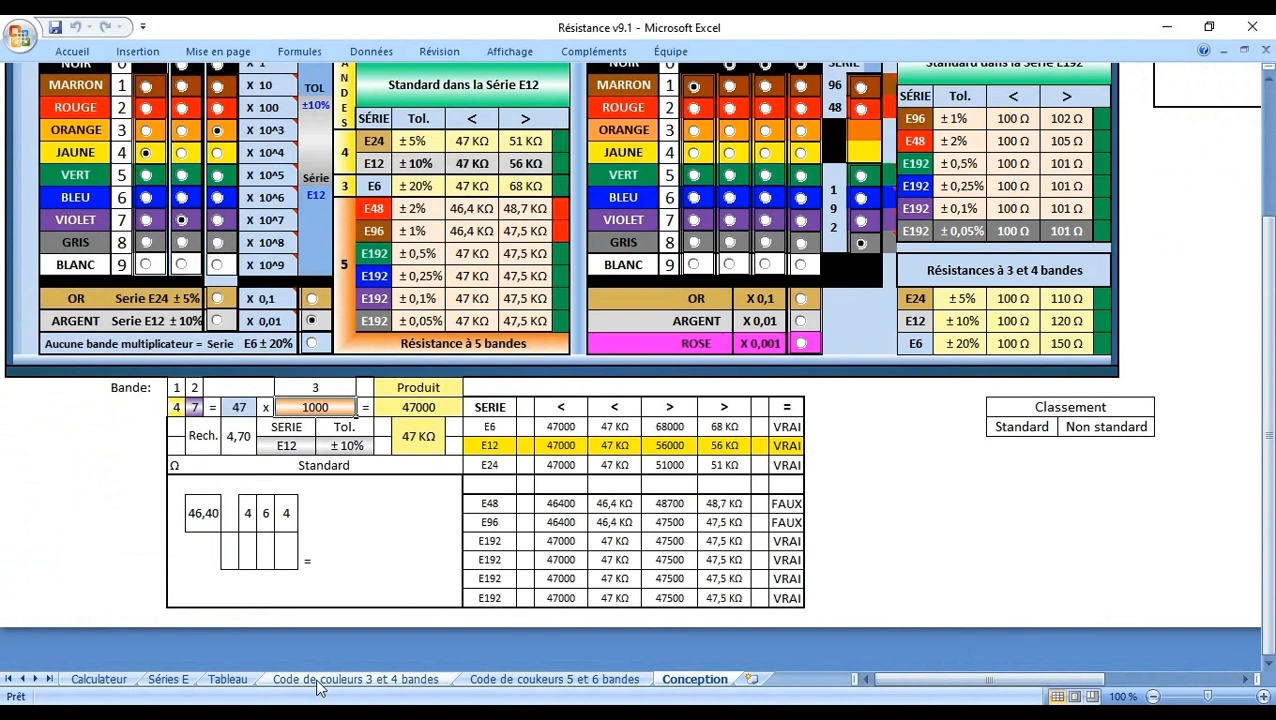 Résistance v9.1 - Microsoft Excel
Accueil Insertion Mise en page Formules Données Révision Affichage Compléments Équipe
NOIR 0 X 1
MARRON 1 X 10
ROUGE 2 X 100
ORANGE 3 X 10^3
JAUNE 4 X 10^4
VERT 5 X 10^5
BLEU 6 X 10^6
VIOLET 7 X 10^7
GRIS 8 X 10^8
BLANC 9 X 10^9
OR Serie E24 ± 5% X 0,1
ARGENT Serie E12 ± 10% X 0,01
Aucune bande multiplicateur = Serie E6 ± 20%
TOL
±10%
Série
E12
N
D
E
S
4
3
5
Standard dans la Série E12
SÉRIE Tol. < >
E24 ± 5% 47 KΩ 51 KΩ
E12 ± 10% 47 KΩ 56 KΩ
E6 ± 20% 47 KΩ 68 KΩ
E48 ± 2% 46,4 KΩ 48,7 KΩ
E96 ± 1% 46,4 KΩ 47,5 KΩ
E192 ± 0,5% 47 KΩ 47,5 KΩ
E192 ± 0,25% 47 KΩ 47,5 KΩ
E192 ± 0,1% 47 KΩ 47,5 KΩ
E192 ± 0,05% 47 KΩ 47,5 KΩ
Résistance à 5 bandes
NOIR 0 SÉRIE
MARRON 1 96
ROUGE 2 48
ORANGE 3
JAUNE 4
VERT 5
BLEU 6 1
VIOLET 7 9
GRIS 8 2
BLANC 9
OR X 0,1
ARGENT X 0,01
ROSE X 0,001
Standard dans la Série E192
SÉRIE Tol. < >
E96 ± 1% 100 Ω 102 Ω
E48 ± 2% 100 Ω 105 Ω
E192 ± 0,5% 100 Ω 101 Ω
E192 ± 0,25% 100 Ω 101 Ω
E192 ± 0,1% 100 Ω 101 Ω
E192 ± 0,05% 100 Ω 101 Ω
Résistances à 3 et 4 bandes
E24 ± 5% 100 Ω 110 Ω
E12 ± 10% 100 Ω 120 Ω
E6 ± 20% 100 Ω 150 Ω
Bande: 1 2 3 Produit
4 7 = 47 x 1000 = 47000
Rech. 4,70 SERIE Tol. 47 KΩ
E12 ± 10%
Ω Standard
46,40 4 6 4
=
SERIE < < > > =
E6 47000 47 KΩ 68000 68 KΩ VRAI
E12 47000 47 KΩ 56000 56 KΩ VRAI
E24 47000 47 KΩ 51000 51 KΩ VRAI
E48 46400 46,4 KΩ 48700 48,7 KΩ FAUX
E96 46400 46,4 KΩ 47500 47,5 KΩ FAUX
E192 47000 47 KΩ 47500 47,5 KΩ VRAI
E192 47000 47 KΩ 47500 47,5 KΩ VRAI
E192 47000 47 KΩ 47500 47,5 KΩ VRAI
E192 47000 47 KΩ 47500 47,5 KΩ VRAI
Classement
Standard Non standard
Calculateur Séries E Tableau Code de couleurs 3 et 4 bandes Code de coukeurs 5 et 6 bandes Conception
Prêt 100 %